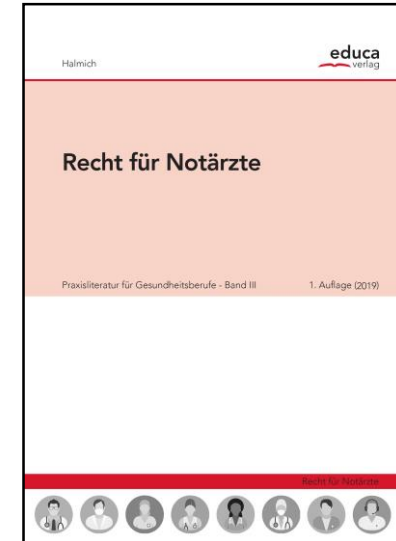 Halmich
educa
verlag
Recht für Notärzte
Praxisliteratur für Gesundheitsberufe - Band III
1. Auflage (2019)
Recht für Notärzte